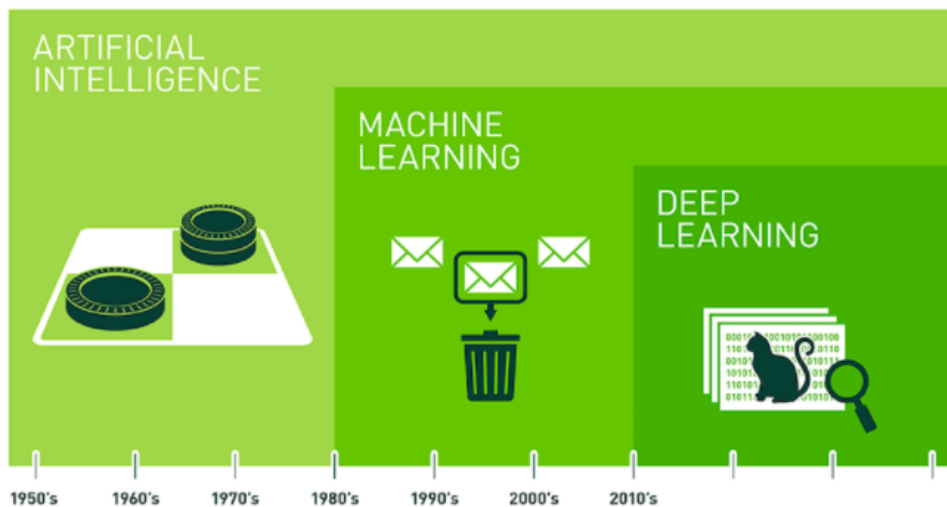 ARTIFICIAL
INTELLIGENCE
MACHINE
LEARNING
DEEP
LEARNING
1950's
1960's
1970's
1980's
1990's
2000's
2010's